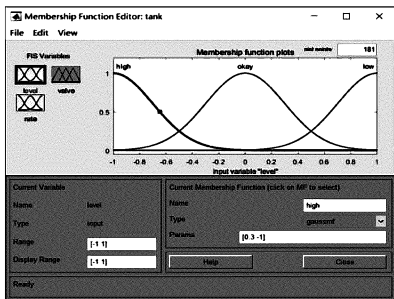 Membership Function Editor: tank
File Edit View
FIS Variables
level
valve
rate
Membership function plots
plot points:
181
high
okay
low
1
0.5
0
-1 -0.8 -0.6 -0.4 -0.2 0 0.2 0.4 0.6 0.8 1
input variable "level"
Current Variable
Name level
Type input
Range [-1 1]
Display Range [-1 1]
Current Membership Function (click on MF to select)
Name high
Type gaussmf
Params [0.3 -1]
Help
Close
Ready